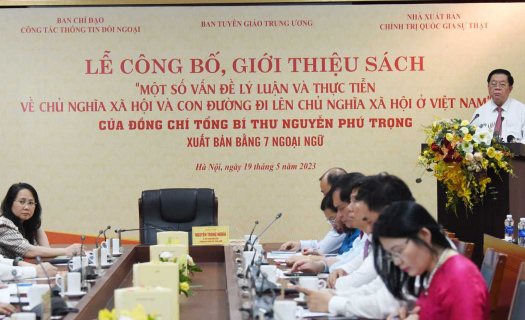 BAN CHỈ ĐẠO
CÔNG TÁC THÔNG TIN ĐỐI NGOẠI
BAN TUYÊN GIÁO TRUNG ƯƠNG
NHÀ XUẤT BẢN
CHÍNH TRỊ QUỐC GIA SỰ THẬT
LỄ CÔNG BỐ, GIỚI THIỆU SÁCH
"MỘT SỐ VẤN ĐỀ LÝ LUẬN VÀ THỰC TIỄN
VỀ CHỦ NGHĨA XÃ HỘI VÀ CON ĐƯỜNG ĐI LÊN CHỦ NGHĨA XÃ HỘI Ở VIỆT NAM"
CỦA ĐỒNG CHÍ TỔNG BÍ THƯ NGUYỄN PHÚ TRỌNG
XUẤT BẢN BẰNG 7 NGOẠI NGỮ
Hà Nội, ngày 19 tháng 5 năm 2023
NGUYỄN TRỌNG NGHĨA